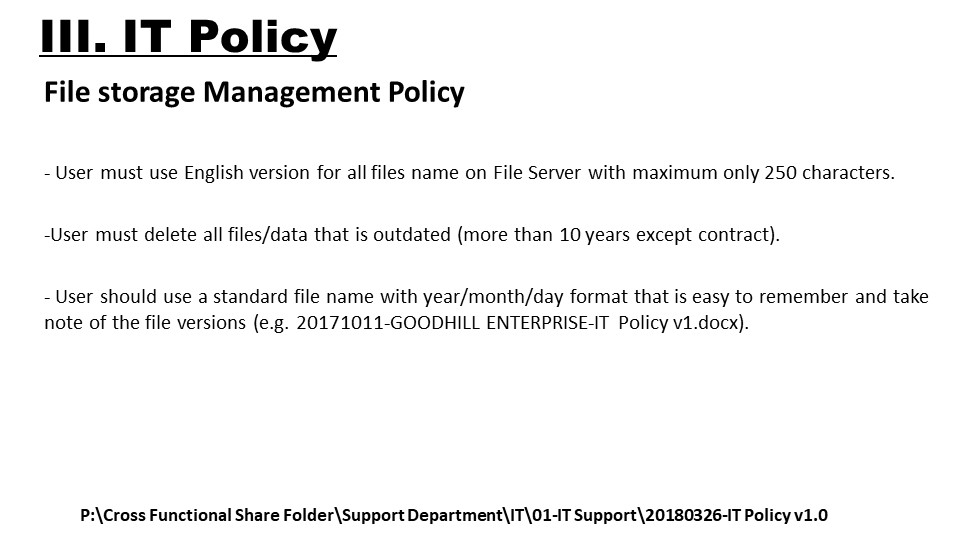 III. IT Policy
File storage Management Policy
- User must use English version for all files name on File Server with maximum only 250 characters.
-User must delete all files/data that is outdated (more than 10 years except contract).
- User should use a standard file name with year/month/day format that is easy to remember and take
note of the file versions (e.g. 20171011-GOODHILL ENTERPRISE-IT Policy v1.docx).
P:\Cross Functional Share Folder\Support Department\IT\01-IT Support\20180326-IT Policy v1.0